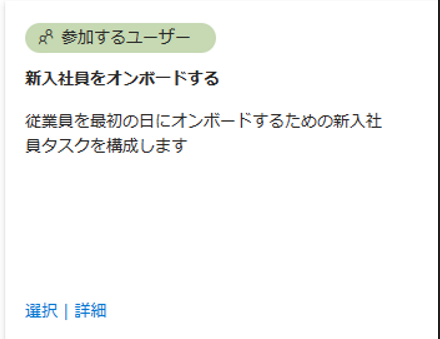 参加するユーザー
新入社員をオンボードする
従業員を最初の日にオンボードするための新入社
員タスクを構成します
選択 | 詳細